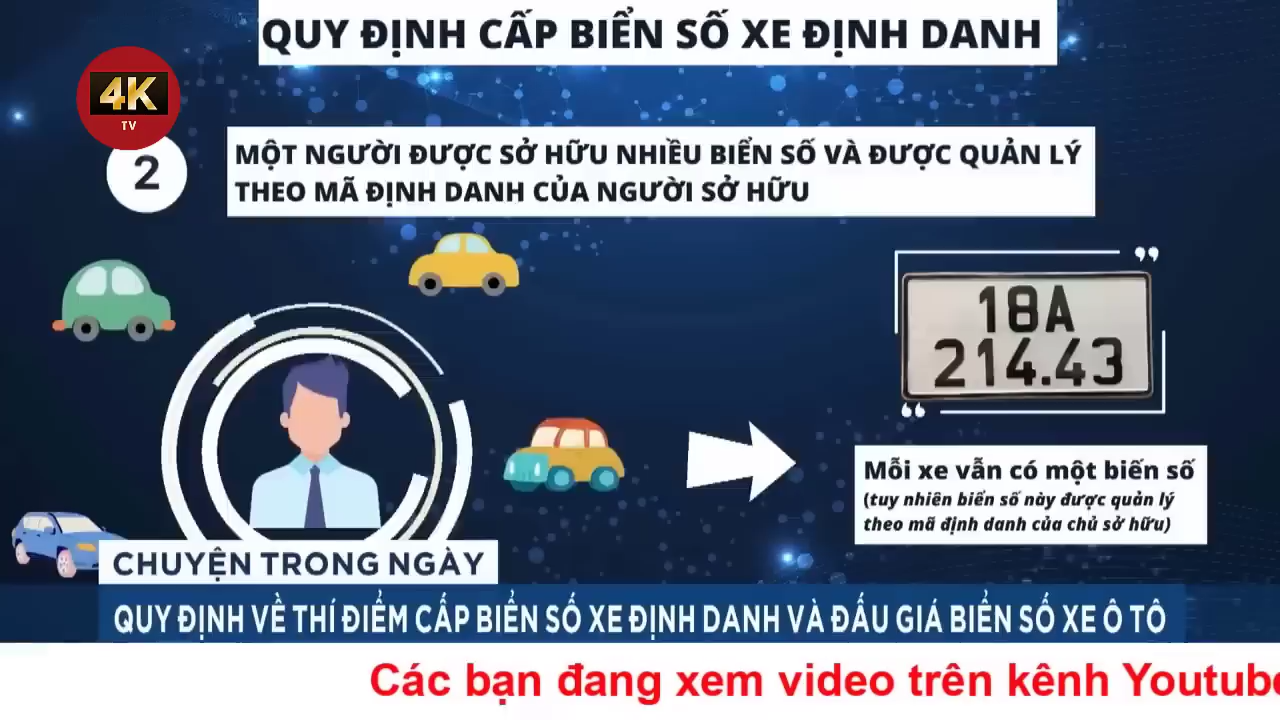 QUY ĐỊNH CẤP BIỂN SỐ XE ĐỊNH DANH
4K
TV
2
MỘT NGƯỜI ĐƯỢC SỞ HỮU NHIỀU BIỂN SỐ VÀ ĐƯỢC QUẢN LÝ
THEO MÃ ĐỊNH DANH CỦA NGƯỜI SỞ HỮU
18A
214.43
Mỗi xe vẫn có một biển số
(tuy nhiên biển số này được quản lý
theo mã định danh của chủ sở hữu)
CHUYỆN TRONG NGÀY
QUY ĐỊNH VỀ THÍ ĐIỂM CẤP BIỂN SỐ XE ĐỊNH DANH VÀ ĐẤU GIÁ BIỂN SỐ XE Ô TÔ
Các bạn đang xem video trên kênh Youtube